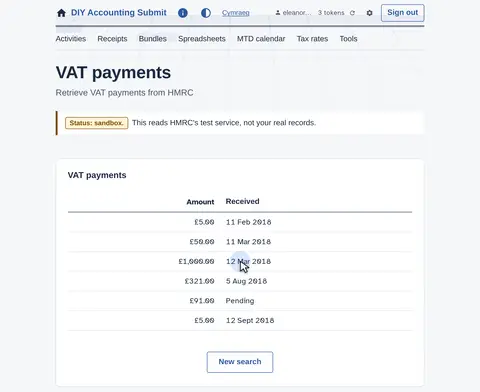 DIY Accounting Submit
Cymraeg
eleanor...
3 tokens
Sign out
Activities Receipts Bundles Spreadsheets MTD calendar Tax rates Tools
VAT payments
Retrieve VAT payments from HMRC
Status: sandbox. This reads HMRC's test service, not your real records.
VAT payments
Amount Received
£5.00 11 Feb 2018
£50.00 11 Mar 2018
£1,000.00 12 Mar 2018
£321.00 5 Aug 2018
£91.00 Pending
£5.00 12 Sept 2018
New search